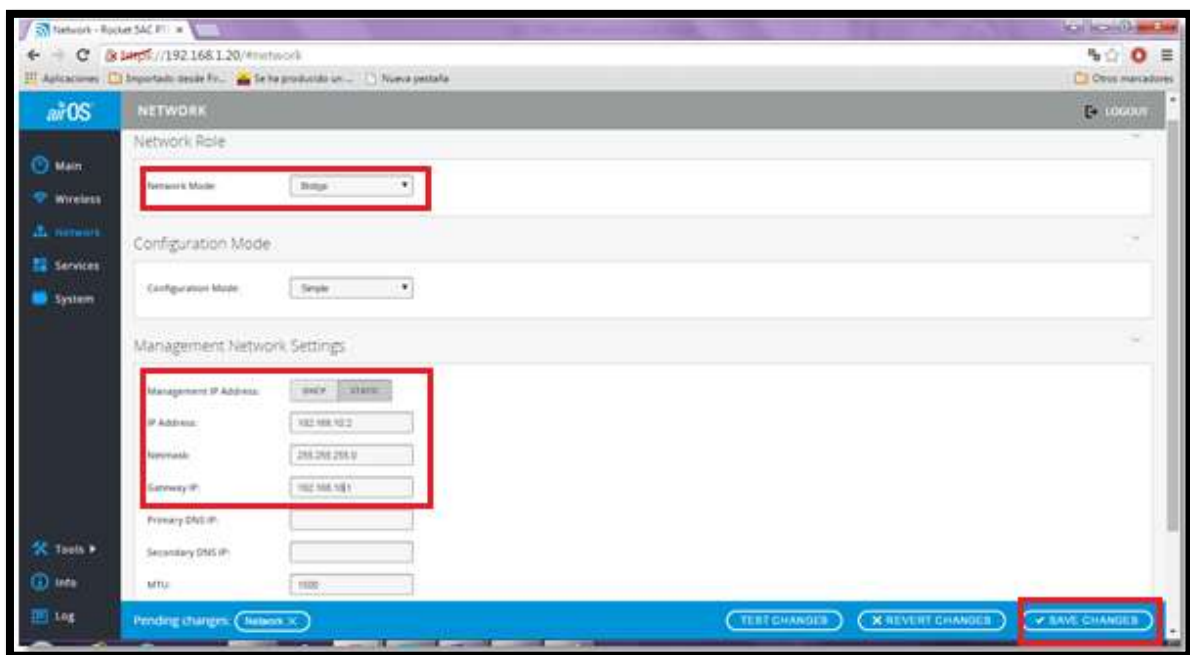 Network - Rocket 5AC PT
https://192.168.1.20/#network
Aplicaciones Importado desde Fir... Se ha producido un ... Nueva pestaña Otros marcadores
airOS NETWORK LOGOUT
Network Role
Main
Network Mode: Bridge
Wireless
Network
Configuration Mode
Services
Configuration Mode: Simple
System
Management Network Settings
Management IP Address: DHCP STATIC
IP Address: 192.168.10.2
Netmask: 255.255.255.0
Gateway IP: 192.168.10.1
Primary DNS IP:
Tools
Secondary DNS IP:
Info
MTU: 1500
Log
Pending changes: Network TEST CHANGES REVERT CHANGES SAVE CHANGES